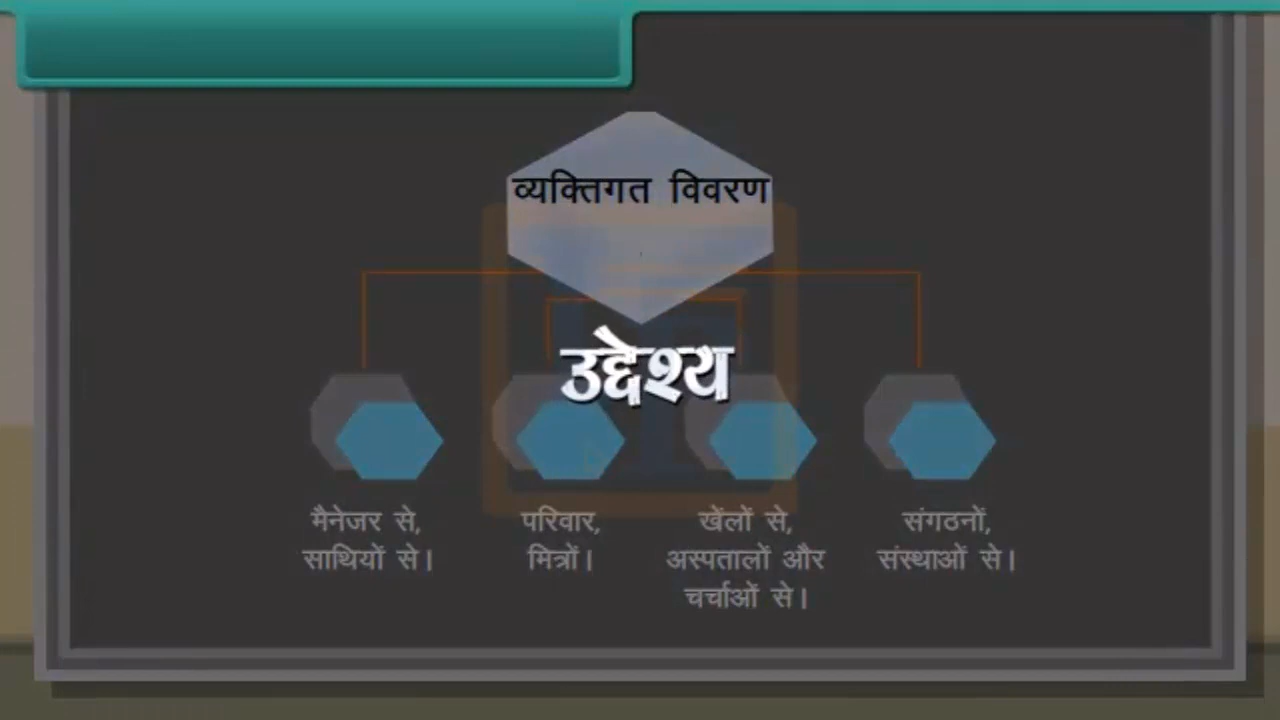 व्यक्तिगत विवरण
उद्देश्य
मैनेजर से,
साथियों से।
परिवार,
मित्रों।
खेंलों से,
अस्पतालों और
चर्चाओं से।
संगठनों,
संस्थाओं से।